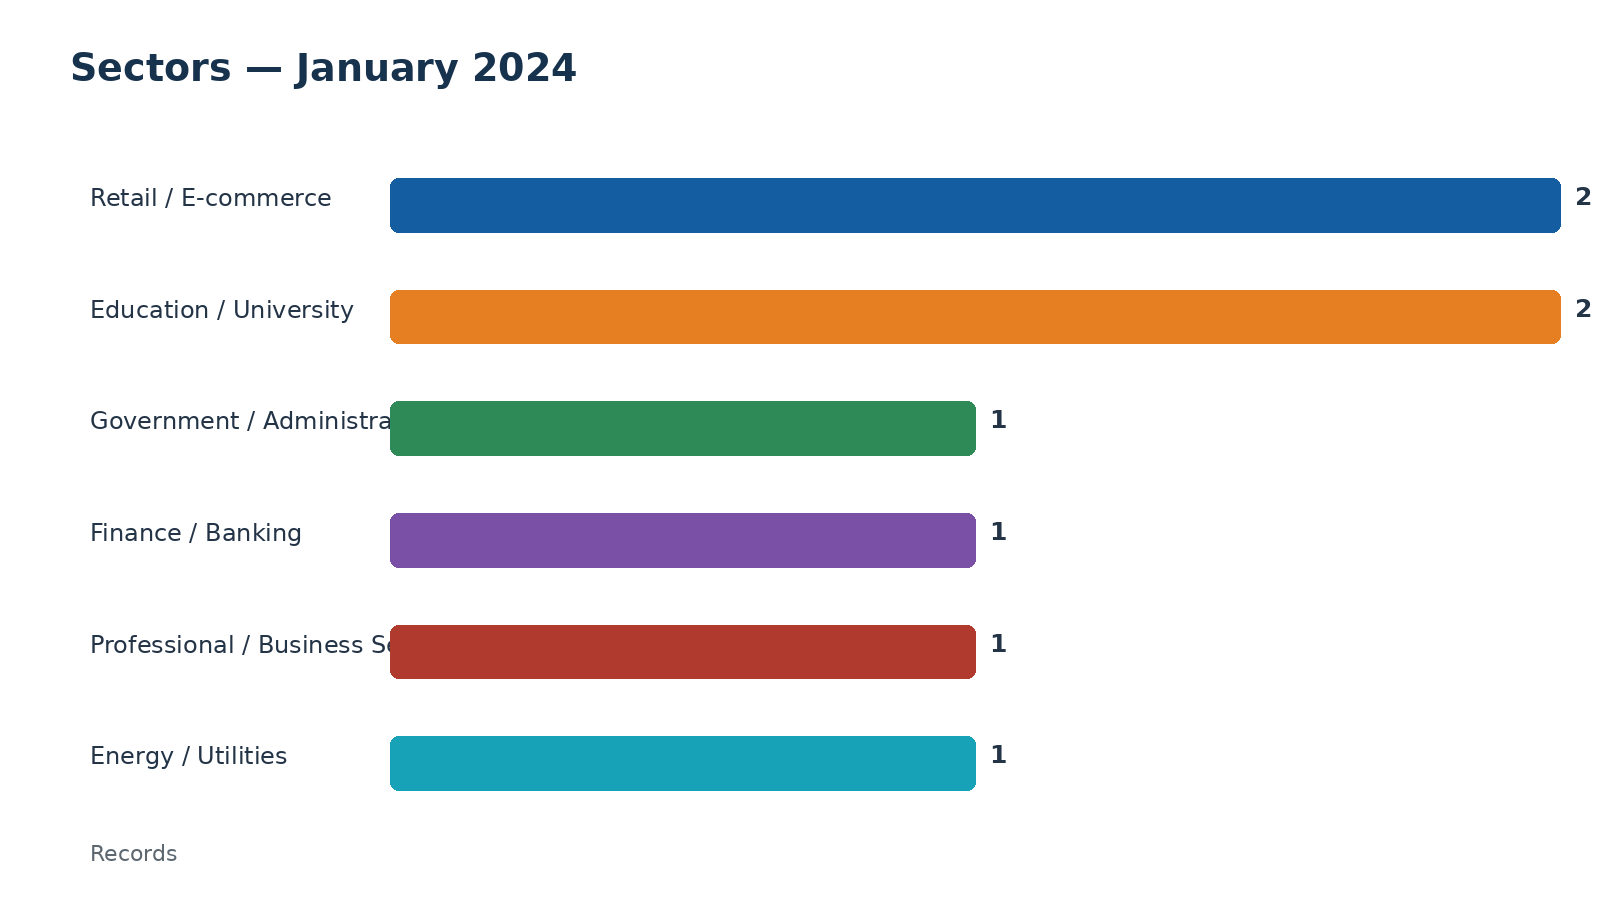 Sectors — January 2024
Retail / E-commerce 2
Education / University 2
Government / Administra 1
Finance / Banking 1
Professional / Business Se 1
Energy / Utilities 1
Records